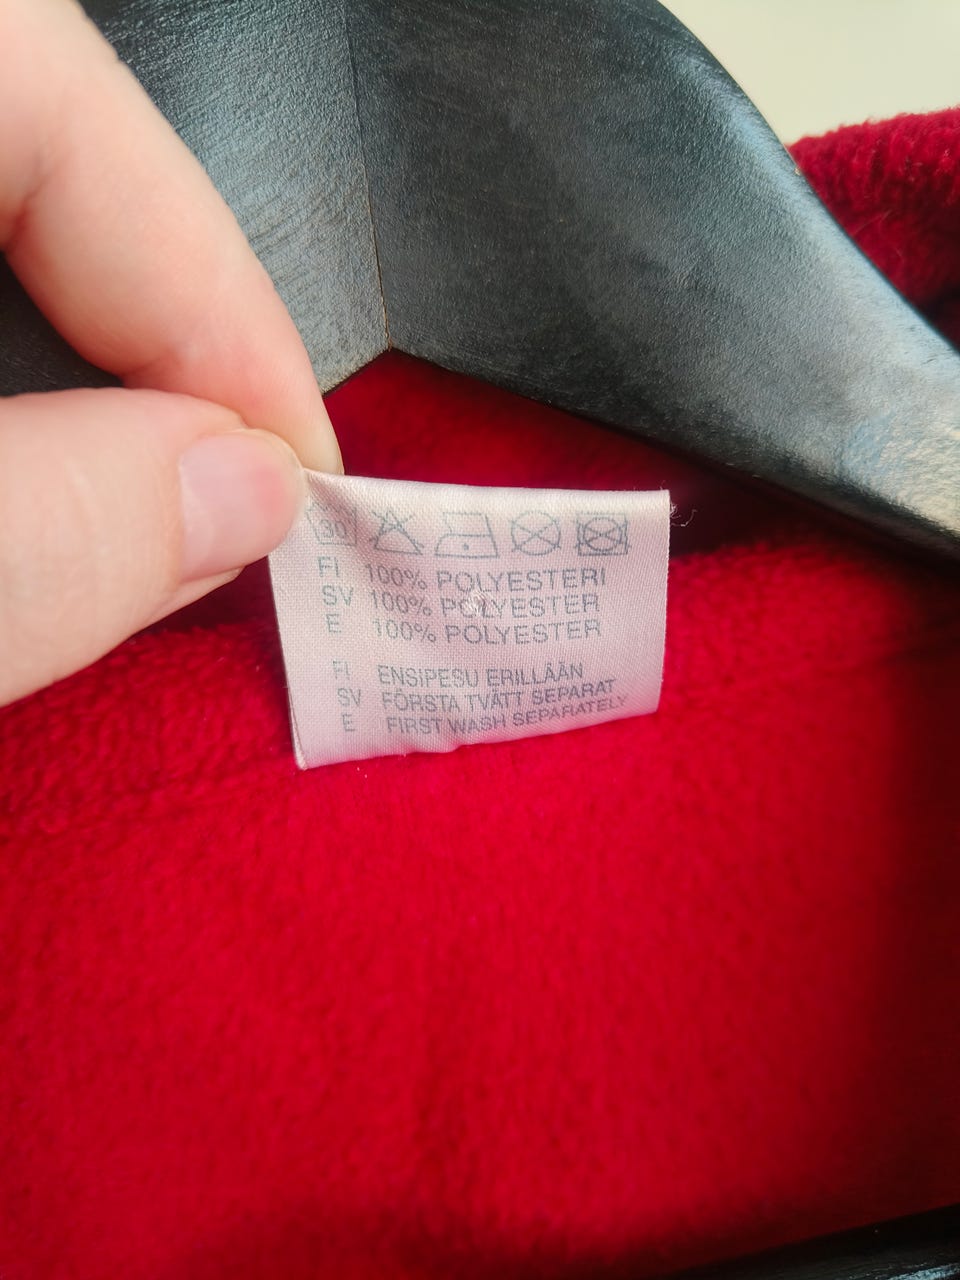 30
FI 100% POLYESTERI
SV 100% POLYESTER
E 100% POLYESTER
FI ENSIPESU ERILLÄÄN
SV FÖRSTA TVÄTT SEPARAT
E FIRST WASH SEPARATELY